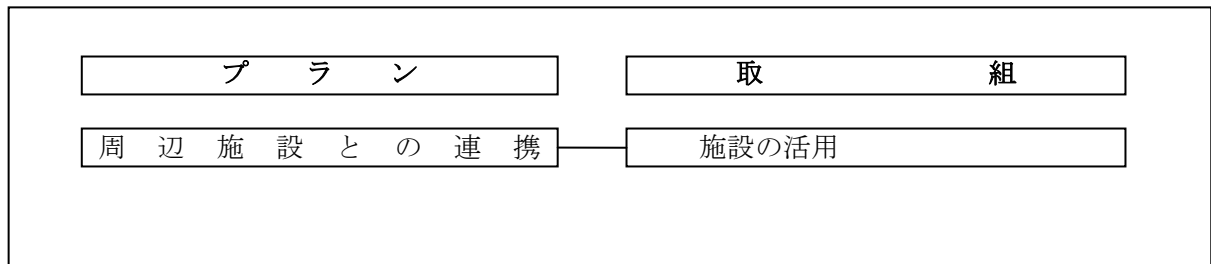 プラン
取組
周辺施設との連携
施設の活用